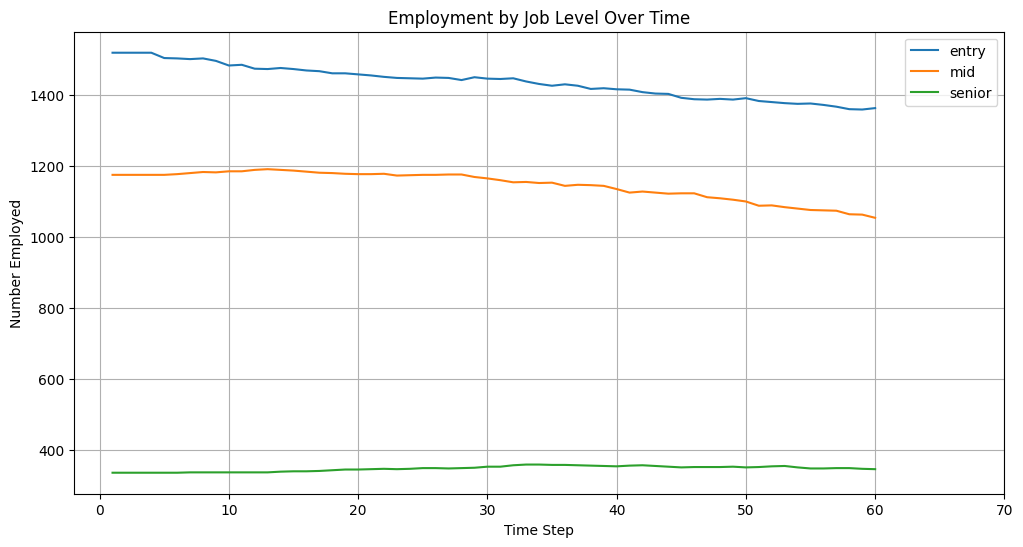 Employment by Job Level Over Time
entry
mid
senior
Number Employed
1400
1200
1000
800
600
400
0 10 20 30 40 50 60 70
Time Step